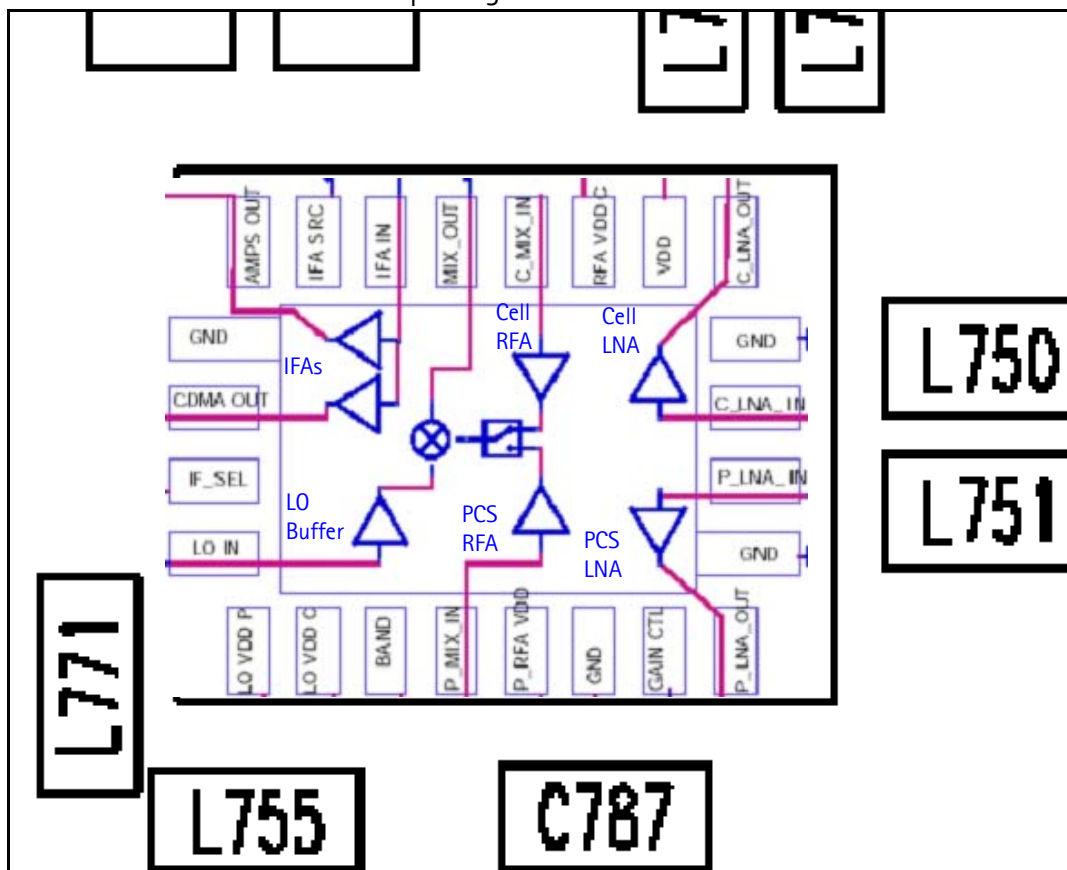 AMPS OUT
IFA SRC
IFA IN
MIX_OUT
C_MIX_IN
RFA VDD C
VDD
C_LNA_OUT
GND
CDMA OUT
IF_SEL
LO IN
IFAs
Cell
RFA
Cell
LNA
LO
Buffer
PCS
RFA
PCS
LNA
GND
C_LNA_IN
P_LNA_IN
GND
LO VDD P
LO VDD C
BAND
P_MIX_IN
P_RFA VDD
GND
GAIN CTL
P_LNA_OUT
L750
L751
L771
L755
C787